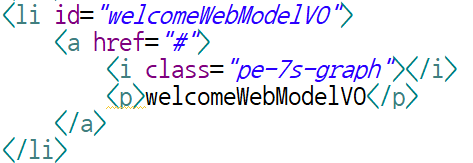 <li id="welcomeWebModelVO">
<a href="#">
<i class="pe-7s-graph"></i>
<p>welcomeWebModelVO</p>
</a>
</li>